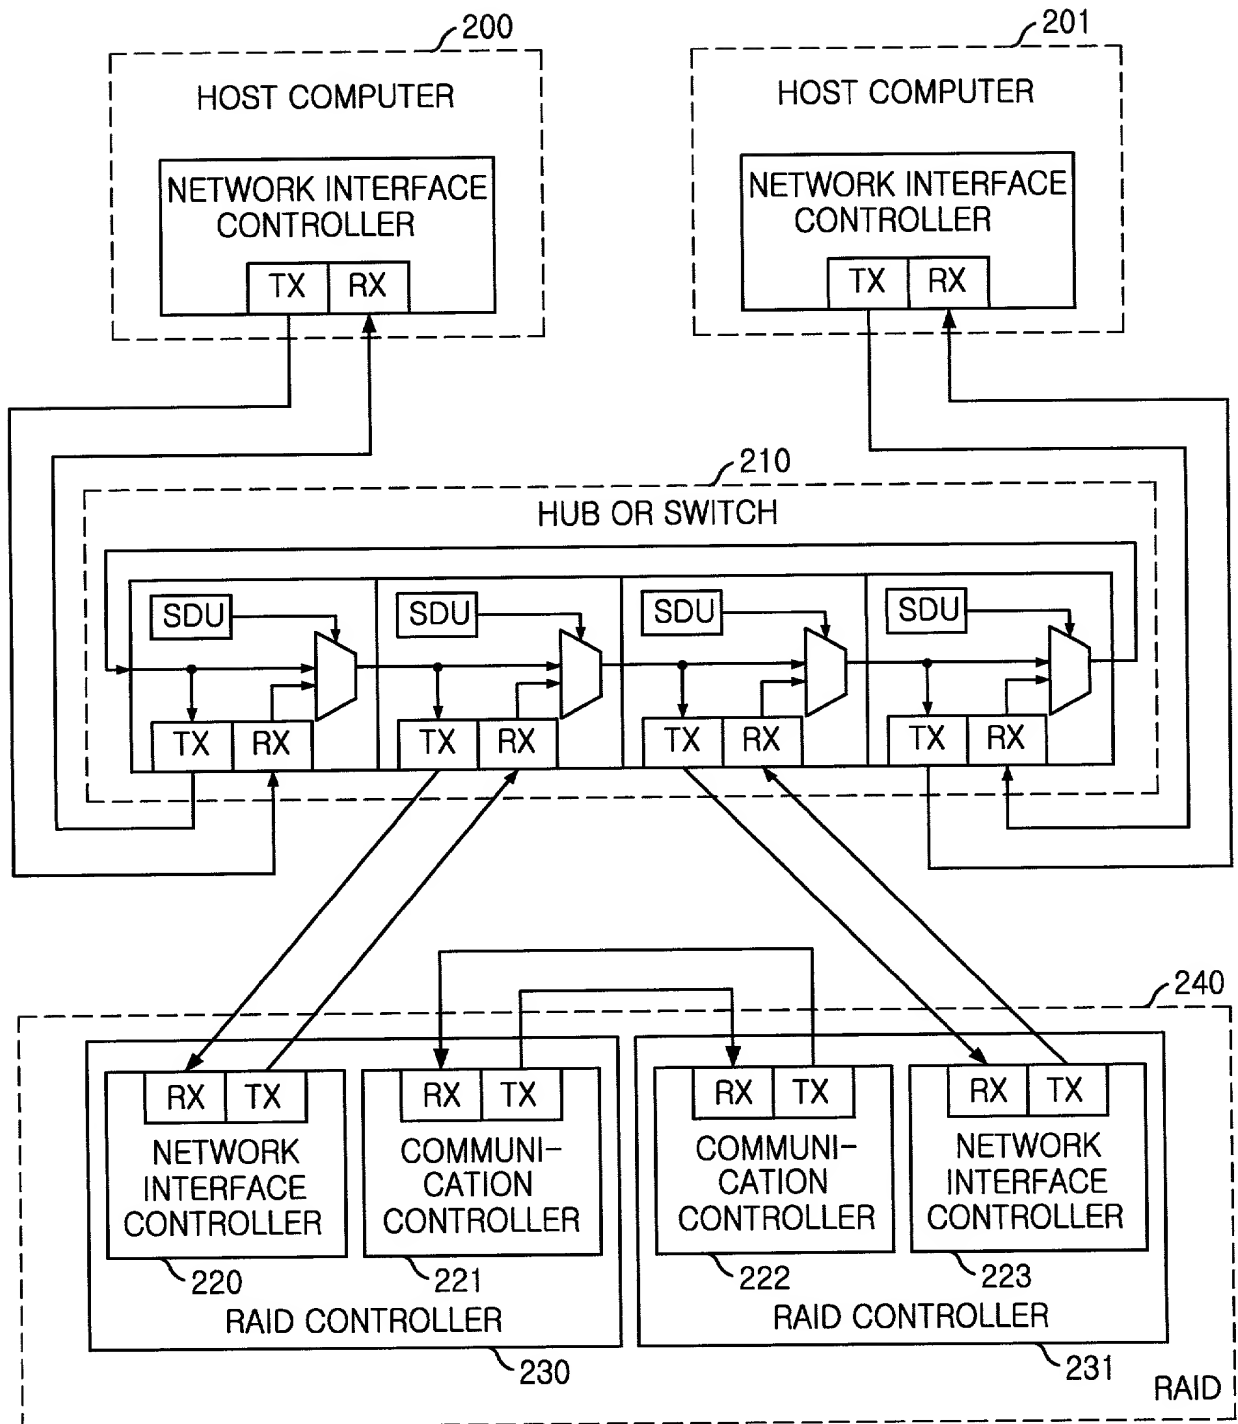 200
201
HOST COMPUTER
HOST COMPUTER
NETWORK INTERFACE
CONTROLLER
TX RX
NETWORK INTERFACE
CONTROLLER
TX RX
210
HUB OR SWITCH
SDU SDU SDU SDU
TX RX TX RX TX RX TX RX
240
RX TX
NETWORK
INTERFACE
CONTROLLER
RX TX
COMMUNI-
CATION
CONTROLLER
RX TX
COMMUNI-
CATION
CONTROLLER
RX TX
NETWORK
INTERFACE
CONTROLLER
220
221
222
223
RAID CONTROLLER
RAID CONTROLLER
230
231
RAID